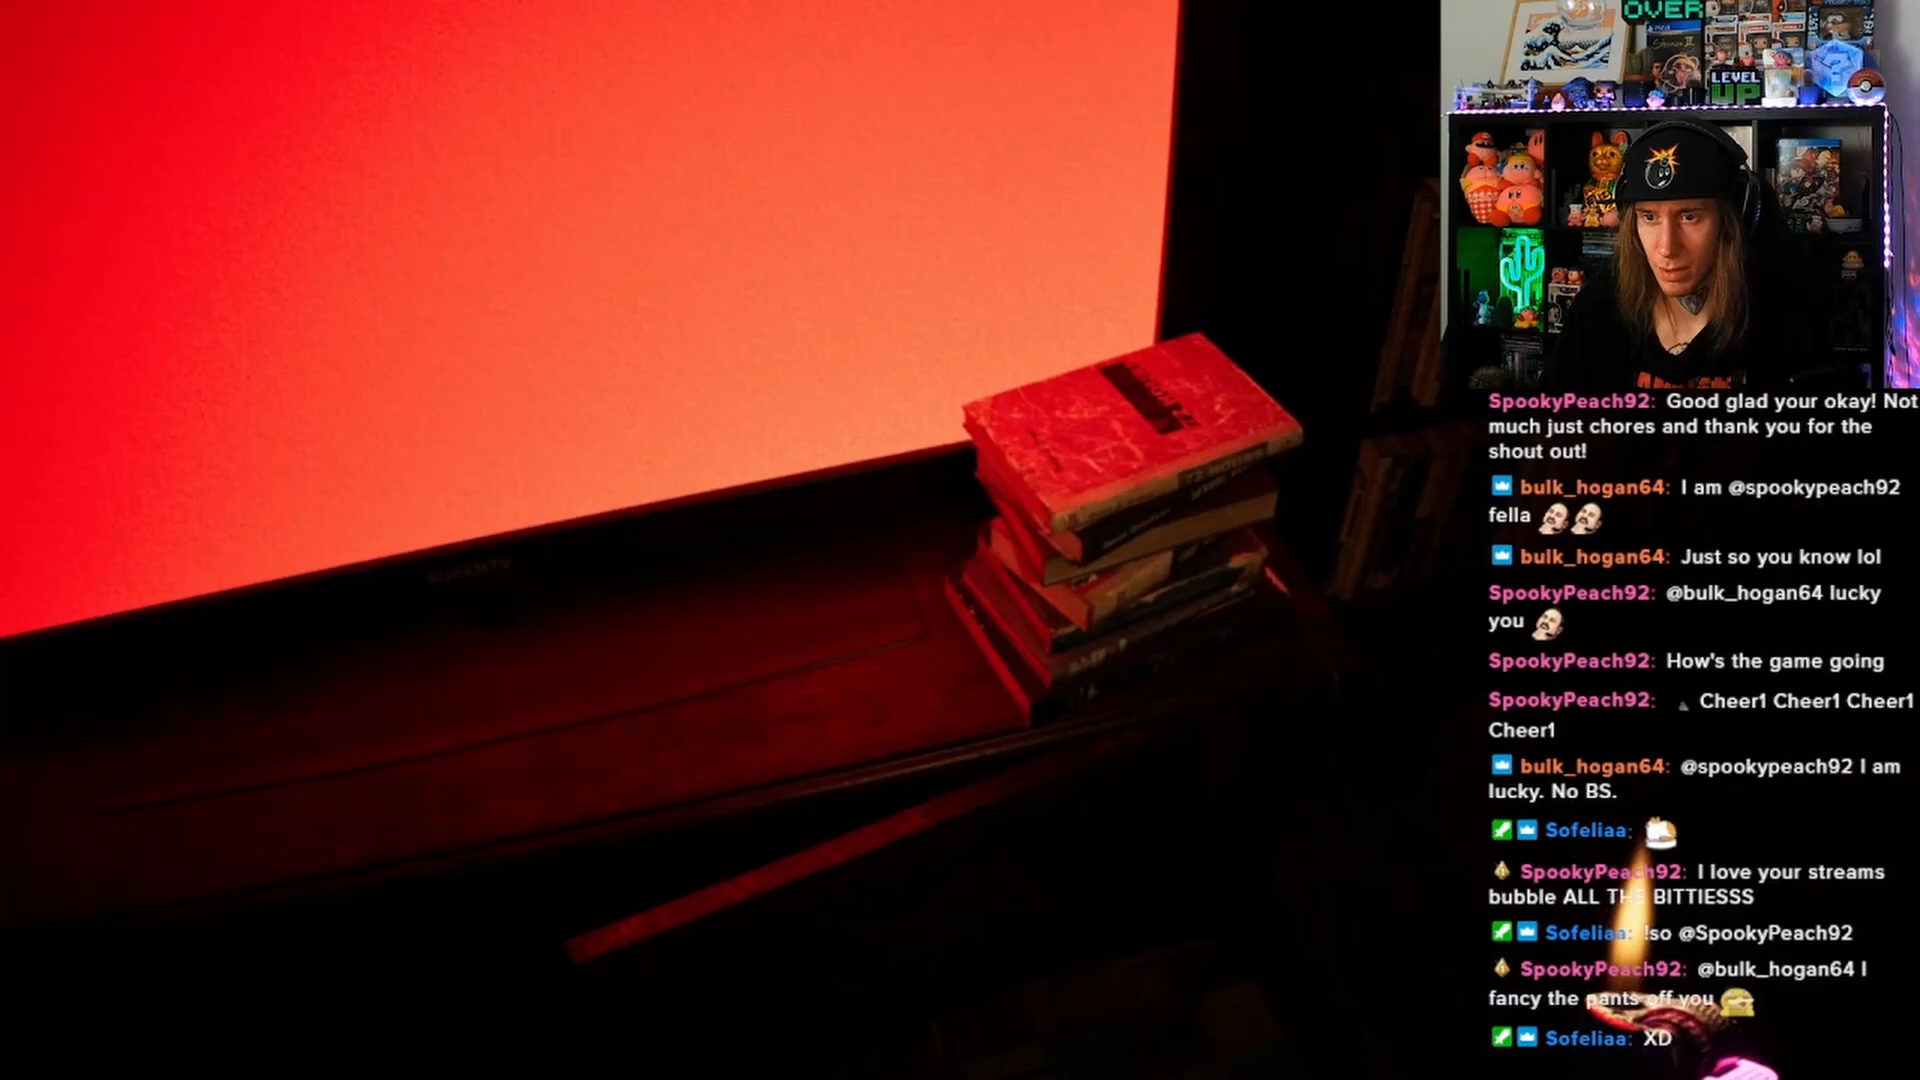 OVER
LEVEL
UP
SpookyPeach92: Good glad your okay! Not
much just chores and thank you for the
shout out!
bulk_hogan64: I am @spookypeach92
fella
bulk_hogan64: Just so you know lol
SpookyPeach92: @bulk_hogan64 lucky
you
SpookyPeach92: How's the game going
SpookyPeach92: Cheer1 Cheer1 Cheer1
Cheer1
bulk_hogan64: @spookypeach92 I am
lucky. No BS.
Sofeliaa:
SpookyPeach92: I love your streams
bubble ALL THE BITTIESSS
Sofeliaa: !so @SpookyPeach92
SpookyPeach92: @bulk_hogan64 I
fancy the pants off you
Sofeliaa: XD
SUPERTV